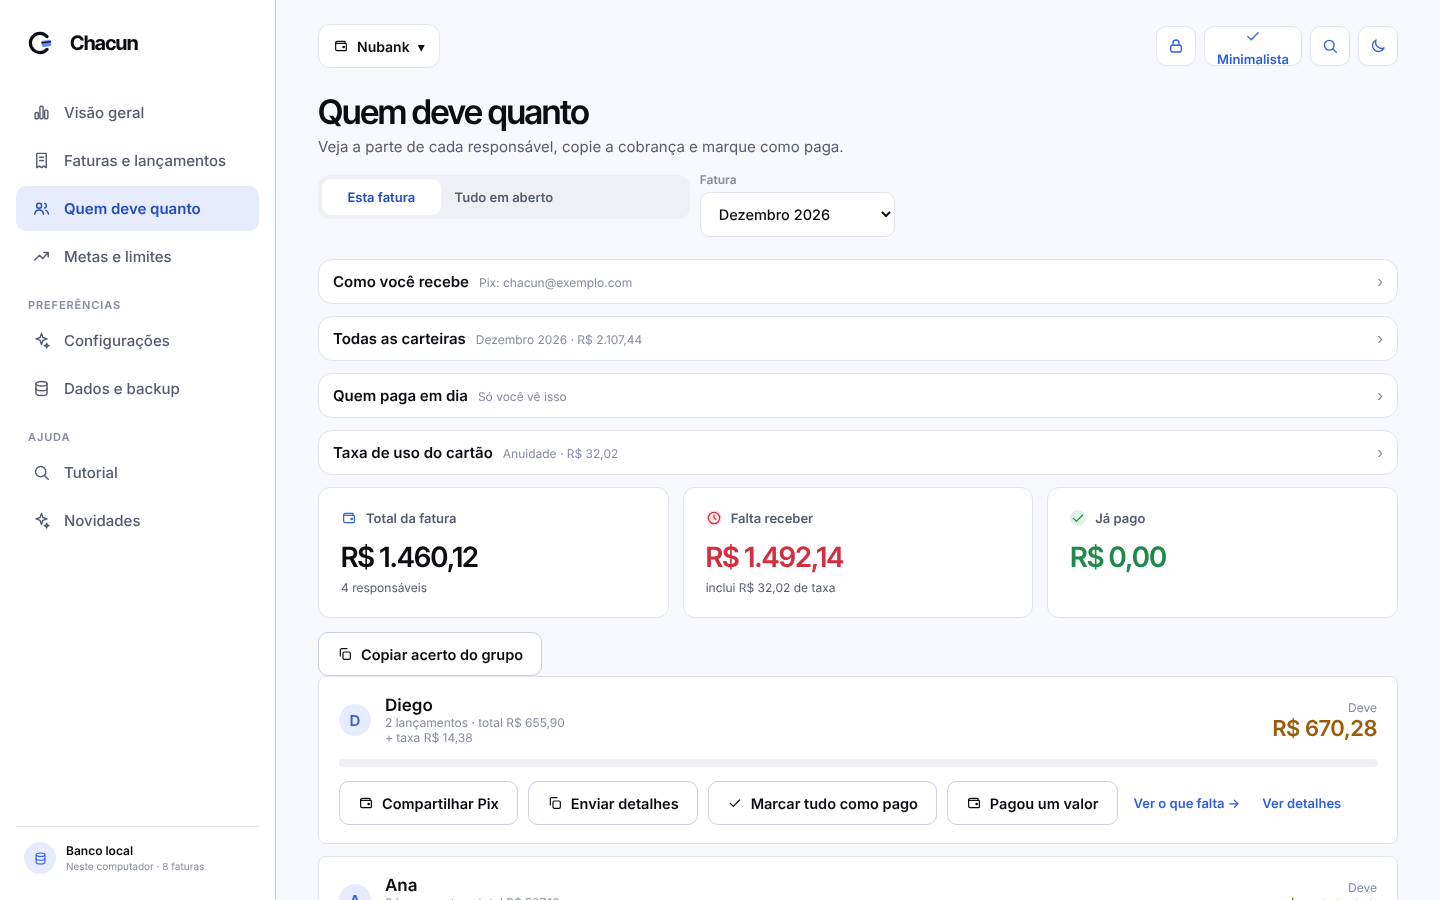 Chacun
Visão geral
Faturas e lançamentos
Quem deve quanto
Metas e limites
PREFERÊNCIAS
Configurações
Dados e backup
AJUDA
Tutorial
Novidades
Banco local
Neste computador · 8 faturas
Nubank ▾
Minimalista
Quem deve quanto
Veja a parte de cada responsável, copie a cobrança e marque como paga.
Esta fatura
Tudo em aberto
Fatura
Dezembro 2026
Como você recebe Pix: chacun@exemplo.com ›
Todas as carteiras Dezembro 2026 · R$ 2.107,44 ›
Quem paga em dia Só você vê isso ›
Taxa de uso do cartão Anuidade · R$ 32,02 ›
Total da fatura
R$ 1.460,12
4 responsáveis
Falta receber
R$ 1.492,14
inclui R$ 32,02 de taxa
Já pago
R$ 0,00
Copiar acerto do grupo
D
Diego
2 lançamentos · total R$ 655,90
+ taxa R$ 14,38
Deve
R$ 670,28
Compartilhar Pix
Enviar detalhes
Marcar tudo como pago
Pagou um valor
Ver o que falta →
Ver detalhes
Ana
Deve